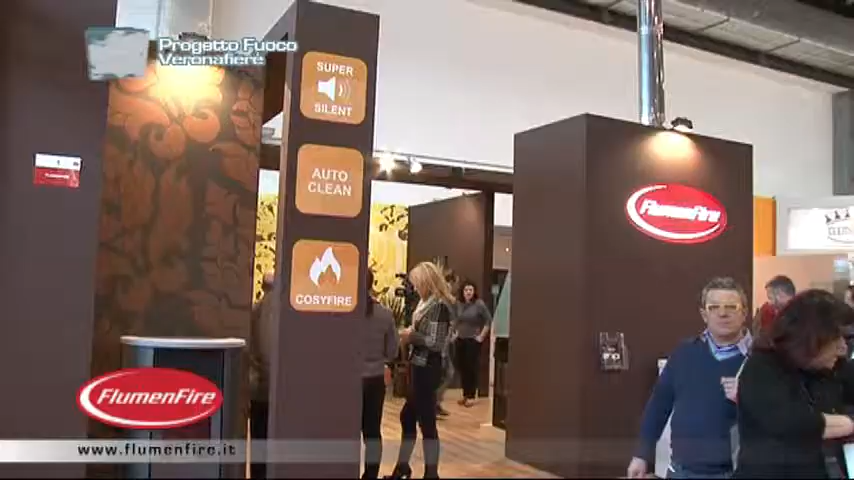 Progetto Fuoco
Veronafiere
SUPER
SILENT
AUTO
CLEAN
COSYFIRE
FlumenFire
FlumenFire
www.flumenfire.it